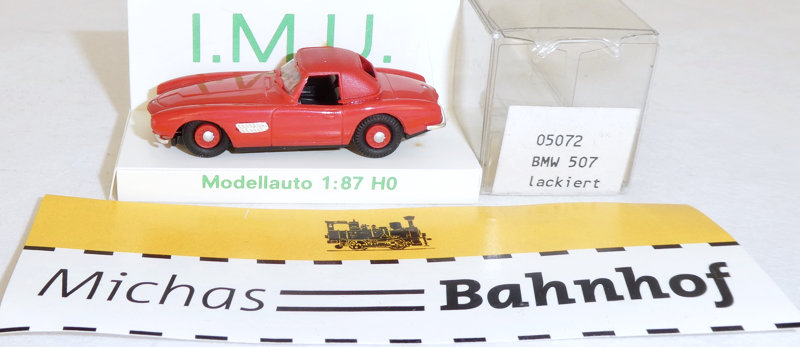 I.M.U.
Modellauto 1:87 H0
05072
BMW 507
lackiert
Michas Bahnhof